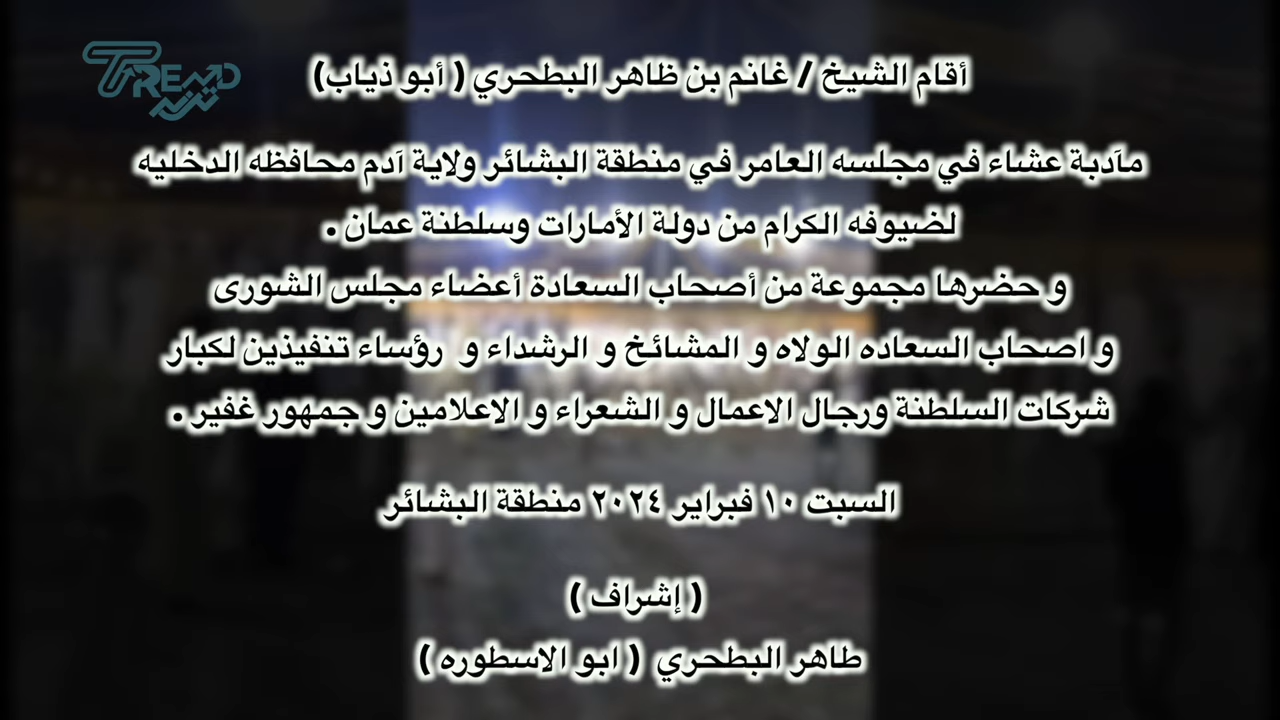 TREND
ترند
أقام الشيخ / غانم بن ظاهر البطحري ( أبو ذياب)
مآدبة عشاء في مجلسه العامر في منطقة البشائر ولاية آدم محافظه الدخليه
لضيوفه الكرام من دولة الأمارات وسلطنة عمان .
و حضرها مجموعة من أصحاب السعادة أعضاء مجلس الشورى
و اصحاب السعاده الولاه و المشائخ و الرشداء و رؤساء تنفيذين لكبار
شركات السلطنة ورجال الاعمال و الشعراء و الاعلامين و جمهور غفير .
السبت ١٠ فبراير ٢٠٢٤ منطقة البشائر
( إشراف )
طاهر البطحري ( ابو الاسطوره )